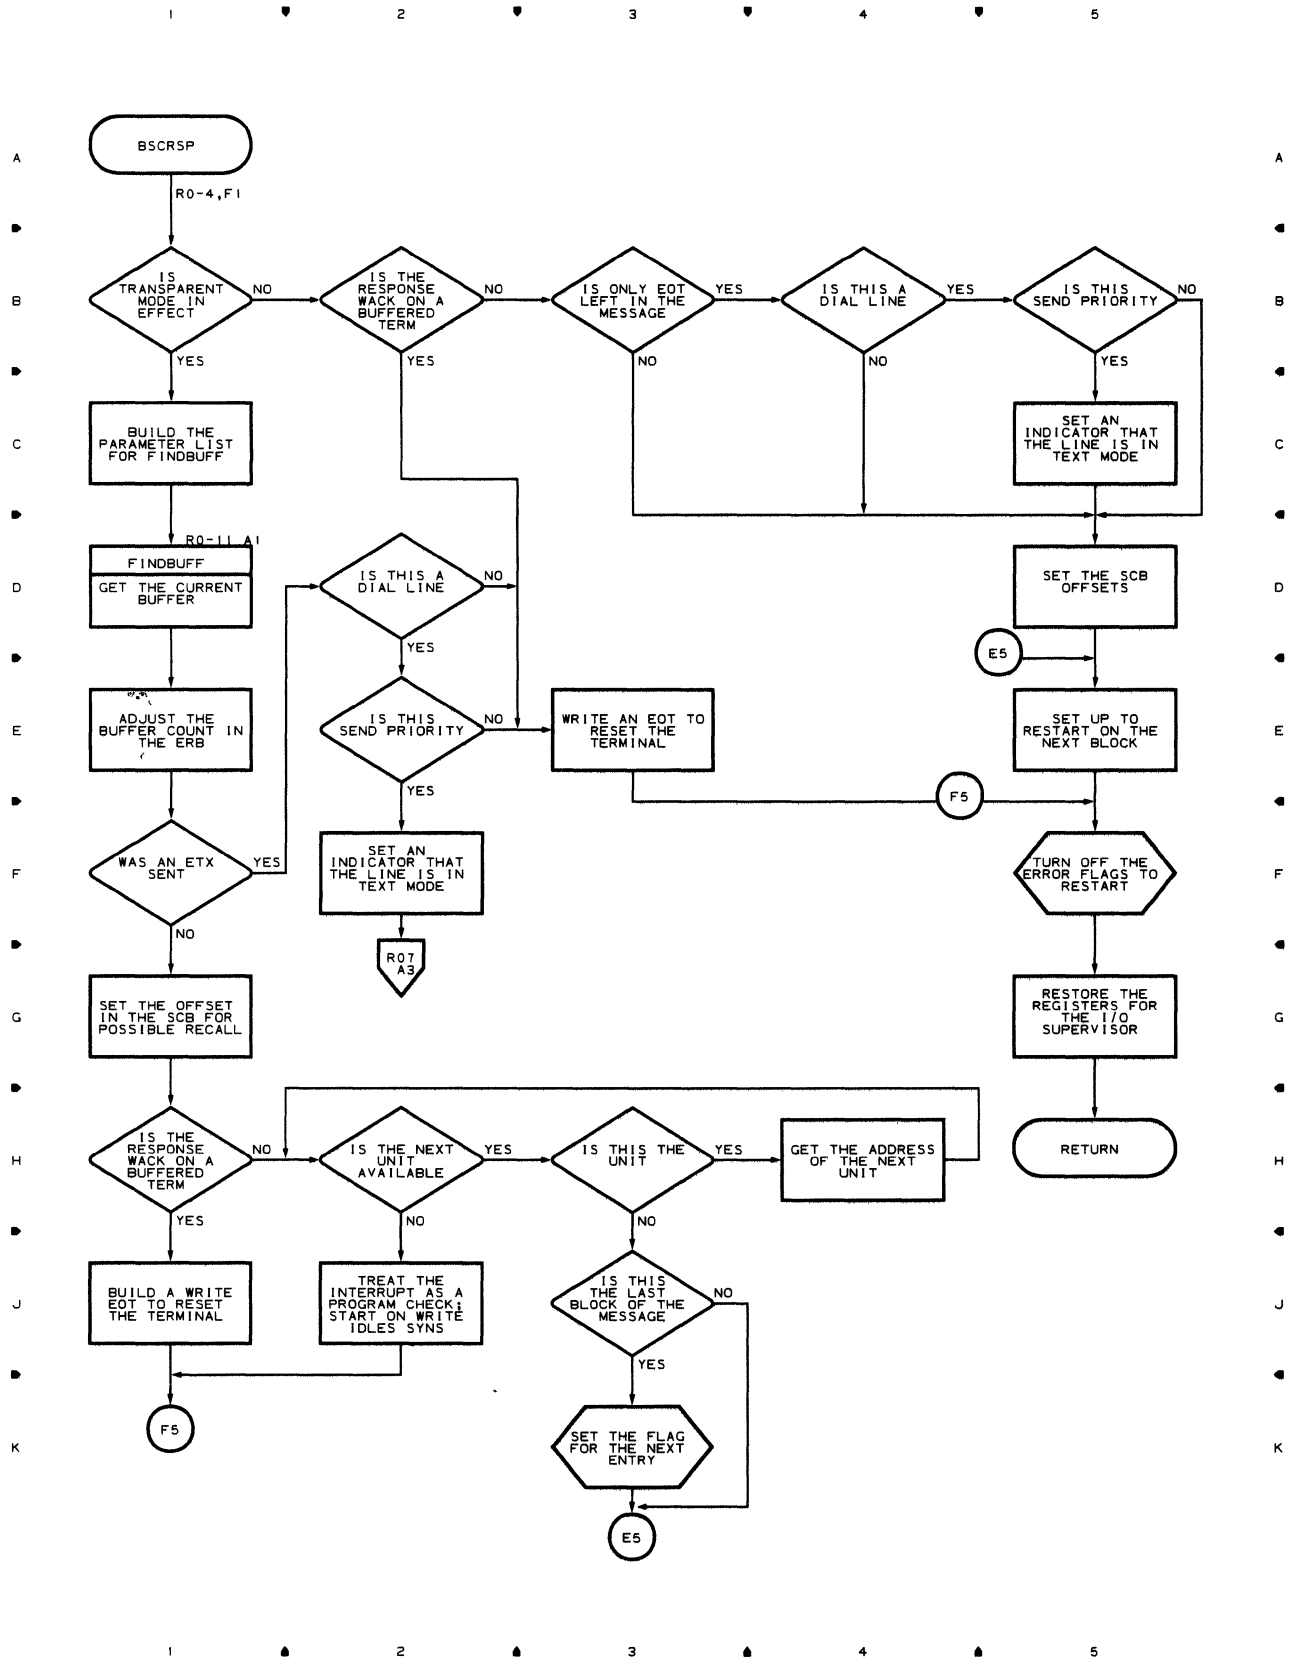 1 2 3 4 5
A A
BSCRSP
R0-4,F1
B B
IS
TRANSPARENT
MODE IN
EFFECT
NO
YES
IS THE
RESPONSE
WACK ON A
BUFFERED
TERM
NO
YES
IS ONLY EOT
LEFT IN THE
MESSAGE
YES
NO
IS THIS A
DIAL LINE
YES
NO
IS THIS
SEND PRIORITY
NO
YES
C C
BUILD THE
PARAMETER LIST
FOR FINDBUFF
SET AN
INDICATOR THAT
THE LINE IS IN
TEXT MODE
R0-11 A1
D D
FINDBUFF
GET THE CURRENT
BUFFER
IS THIS A
DIAL LINE
NO
YES
SET THE SCB
OFFSETS
E5
E E
ADJUST THE
BUFFER COUNT IN
THE ERB
IS THIS
SEND PRIORITY
NO
YES
WRITE AN EOT TO
RESET THE
TERMINAL
SET UP TO
RESTART ON THE
NEXT BLOCK
F5
F F
WAS AN ETX
SENT
YES
NO
SET AN
INDICATOR THAT
THE LINE IS IN
TEXT MODE
TURN OFF THE
ERROR FLAGS TO
RESTART
R07
A3
G G
SET THE OFFSET
IN THE SCB FOR
POSSIBLE RECALL
RESTORE THE
REGISTERS FOR
THE I/O
SUPERVISOR
H H
IS THE
RESPONSE
WACK ON A
BUFFERED
TERM
NO
YES
IS THE NEXT
UNIT
AVAILABLE
YES
NO
IS THIS THE
UNIT
YES
NO
GET THE ADDRESS
OF THE NEXT
UNIT
RETURN
J J
BUILD A WRITE
EOT TO RESET
THE TERMINAL
TREAT THE
INTERRUPT AS A
PROGRAM CHECK;
START ON WRITE
IDLES SYNS
IS THIS
THE LAST
BLOCK OF THE
MESSAGE
NO
YES
K K
F5
SET THE FLAG
FOR THE NEXT
ENTRY
E5
1 2 3 4 5